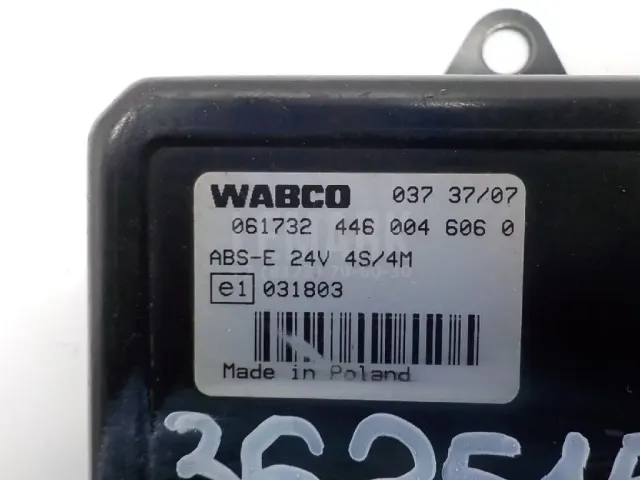 WABCO 037 37/07
061732 446 004 606 0
ABS-E 24V 4S/4M
e1 031803
Made in Poland